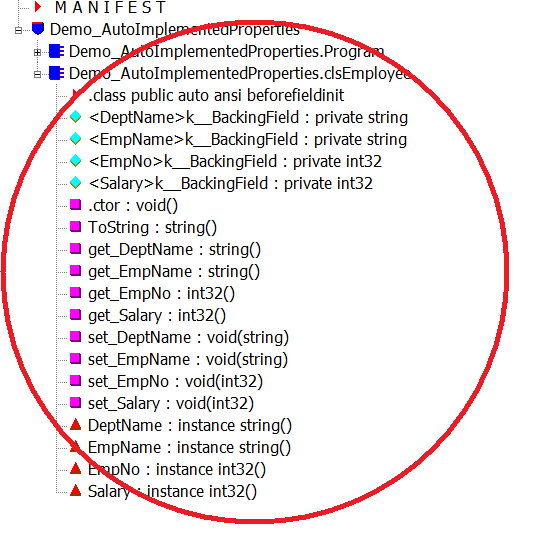 M A N I F E S T
Demo_AutoImplementedProperties
Demo_AutoImplementedProperties.Program
Demo_AutoImplementedProperties.clsEmployee
.class public auto ansi beforefieldinit
<DeptName>k__BackingField : private string
<EmpName>k__BackingField : private string
<EmpNo>k__BackingField : private int32
<Salary>k__BackingField : private int32
.ctor : void()
ToString : string()
get_DeptName : string()
get_EmpName : string()
get_EmpNo : int32()
get_Salary : int32()
set_DeptName : void(string)
set_EmpName : void(string)
set_EmpNo : void(int32)
set_Salary : void(int32)
DeptName : instance string()
EmpName : instance string()
EmpNo : instance int32()
Salary : instance int32()